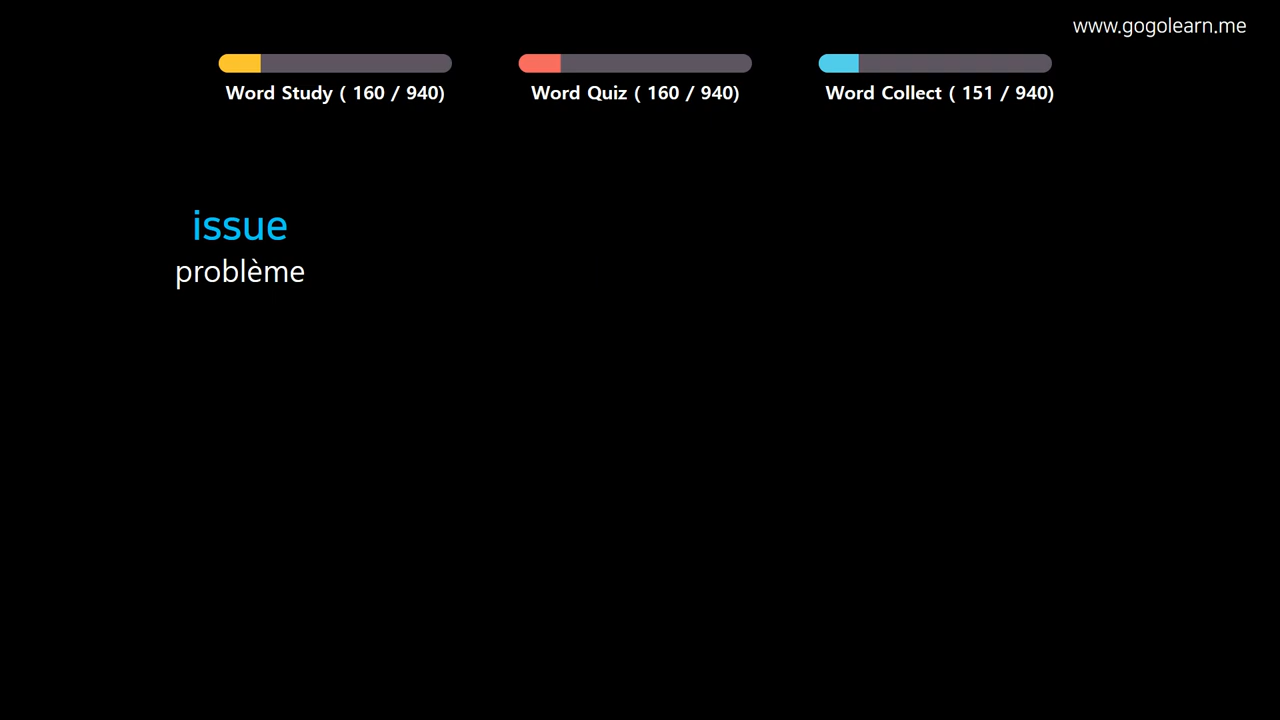 www.gogolearn.me
Word Study ( 160 / 940)
Word Quiz ( 160 / 940)
Word Collect ( 151 / 940)
issue
problème